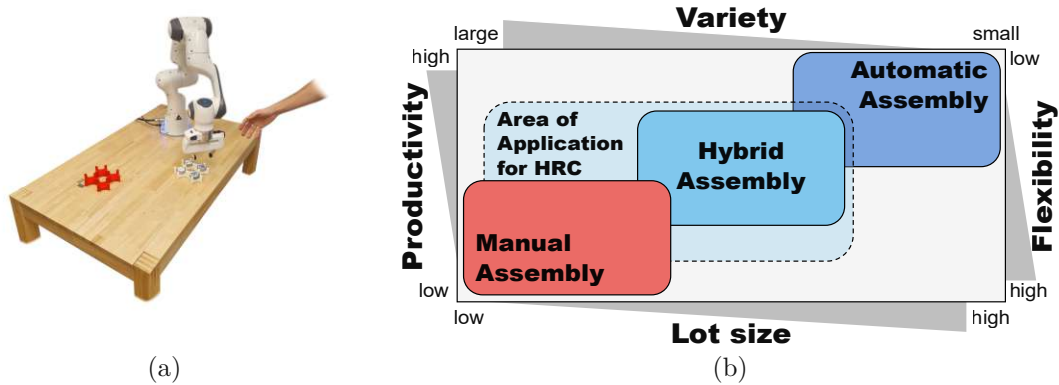 Variety
large
small
high
low
Automatic
Assembly
Area of
Application
for HRC
Hybrid
Assembly
Productivity
Flexibility
Manual
Assembly
low
high
low
high
Lot size
(a)
(b)